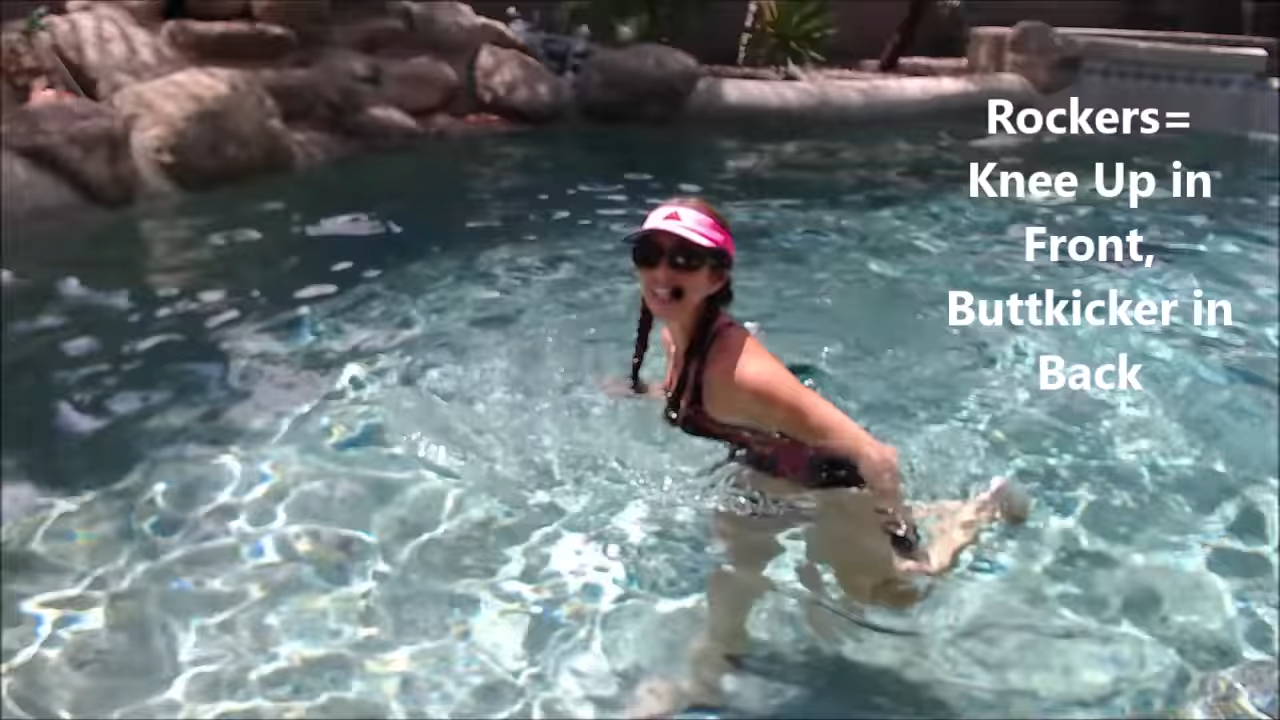 Rockers=
Knee Up in
Front,
Buttkicker in
Back